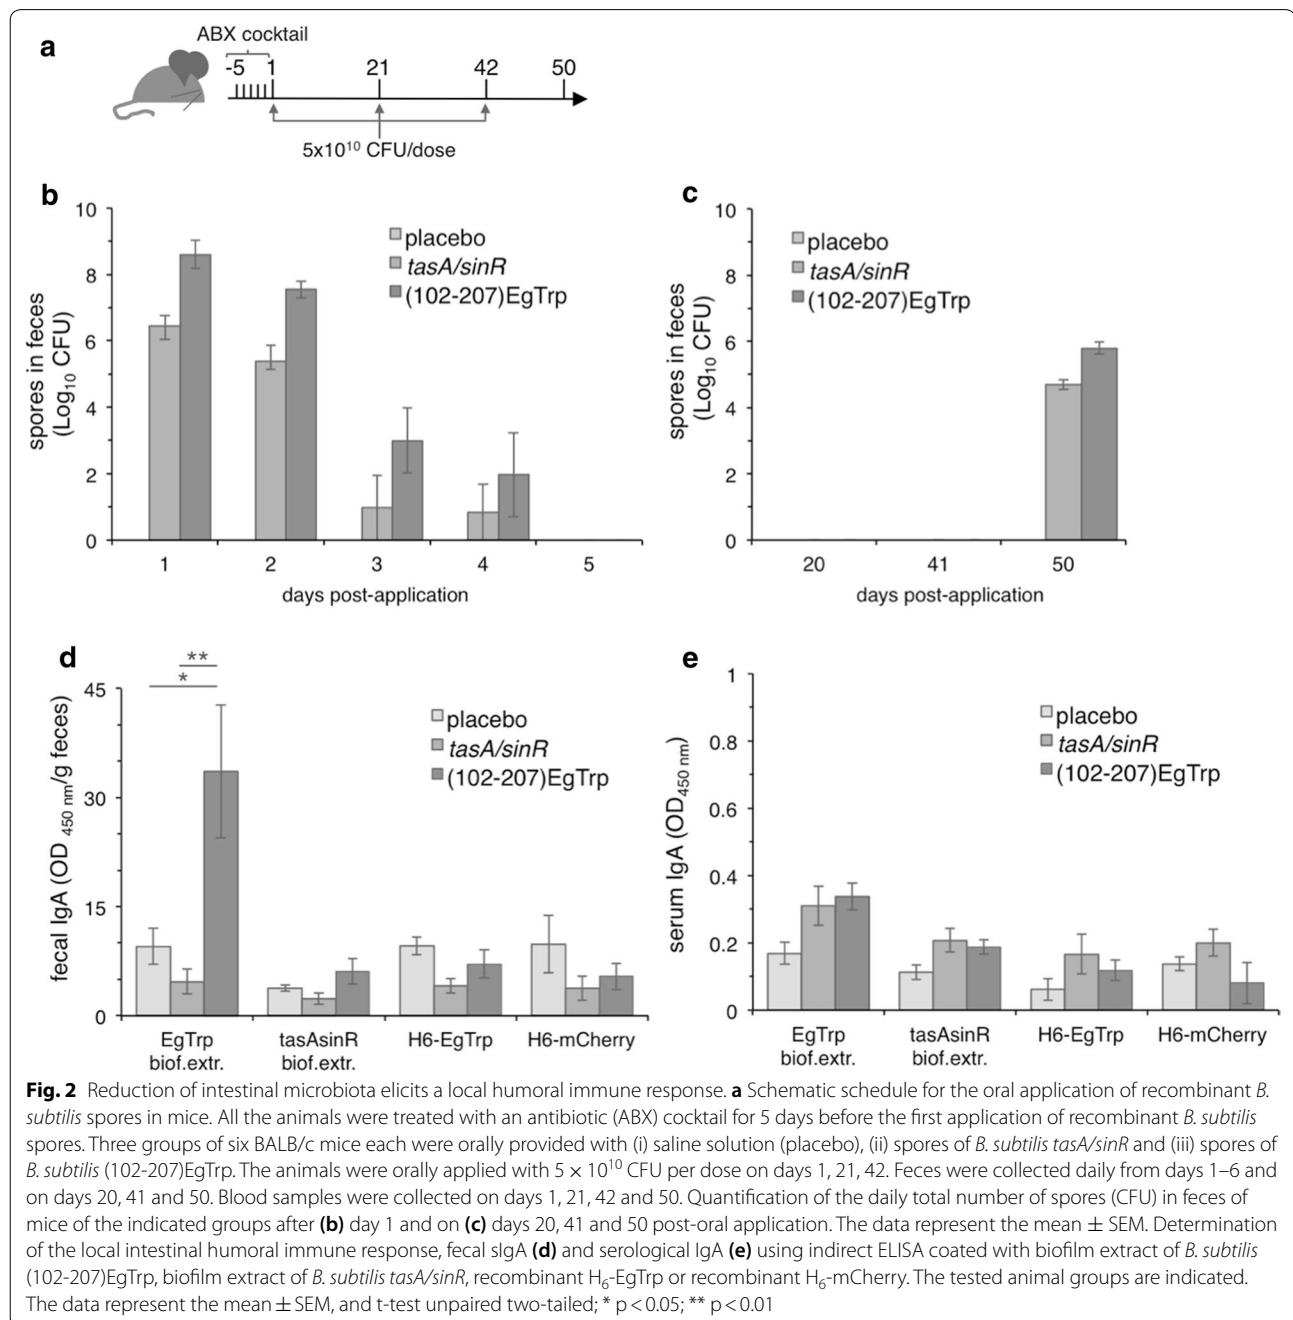 a
ABX cocktail
-5 1 21 42 50
5x10¹⁰ CFU/dose
b
10
8
6
4
2
0
spores in feces
(Log₁₀ CFU)
placebo
tasA/sinR
(102-207)EgTrp
1 2 3 4 5
days post-application
c
10
8
6
4
2
0
spores in feces
(Log₁₀ CFU)
placebo
tasA/sinR
(102-207)EgTrp
20 41 50
days post-application
d
**
*
45
30
15
0
fecal IgA (OD 450 nm/g feces)
placebo
tasA/sinR
(102-207)EgTrp
EgTrp tasAsinR H6-EgTrp H6-mCherry
biof.extr. biof.extr.
e
1
0.8
0.6
0.4
0.2
0
serum IgA (OD450 nm)
placebo
tasA/sinR
(102-207)EgTrp
EgTrp tasAsinR H6-EgTrp H6-mCherry
biof.extr. biof.extr.
Fig. 2 Reduction of intestinal microbiota elicits a local humoral immune response. a Schematic schedule for the oral application of recombinant B.
subtilis spores in mice. All the animals were treated with an antibiotic (ABX) cocktail for 5 days before the first application of recombinant B. subtilis
spores. Three groups of six BALB/c mice each were orally provided with (i) saline solution (placebo), (ii) spores of B. subtilis tasA/sinR and (iii) spores of
B. subtilis (102-207)EgTrp. The animals were orally applied with 5 × 10¹⁰ CFU per dose on days 1, 21, 42. Feces were collected daily from days 1–6 and
on days 20, 41 and 50. Blood samples were collected on days 1, 21, 42 and 50. Quantification of the daily total number of spores (CFU) in feces of
mice of the indicated groups after (b) day 1 and on (c) days 20, 41 and 50 post-oral application. The data represent the mean ± SEM. Determination
of the local intestinal humoral immune response, fecal sIgA (d) and serological IgA (e) using indirect ELISA coated with biofilm extract of B. subtilis
(102-207)EgTrp, biofilm extract of B. subtilis tasA/sinR, recombinant H₆-EgTrp or recombinant H₆-mCherry. The tested animal groups are indicated.
The data represent the mean ± SEM, and t-test unpaired two-tailed; * p < 0.05; ** p < 0.01